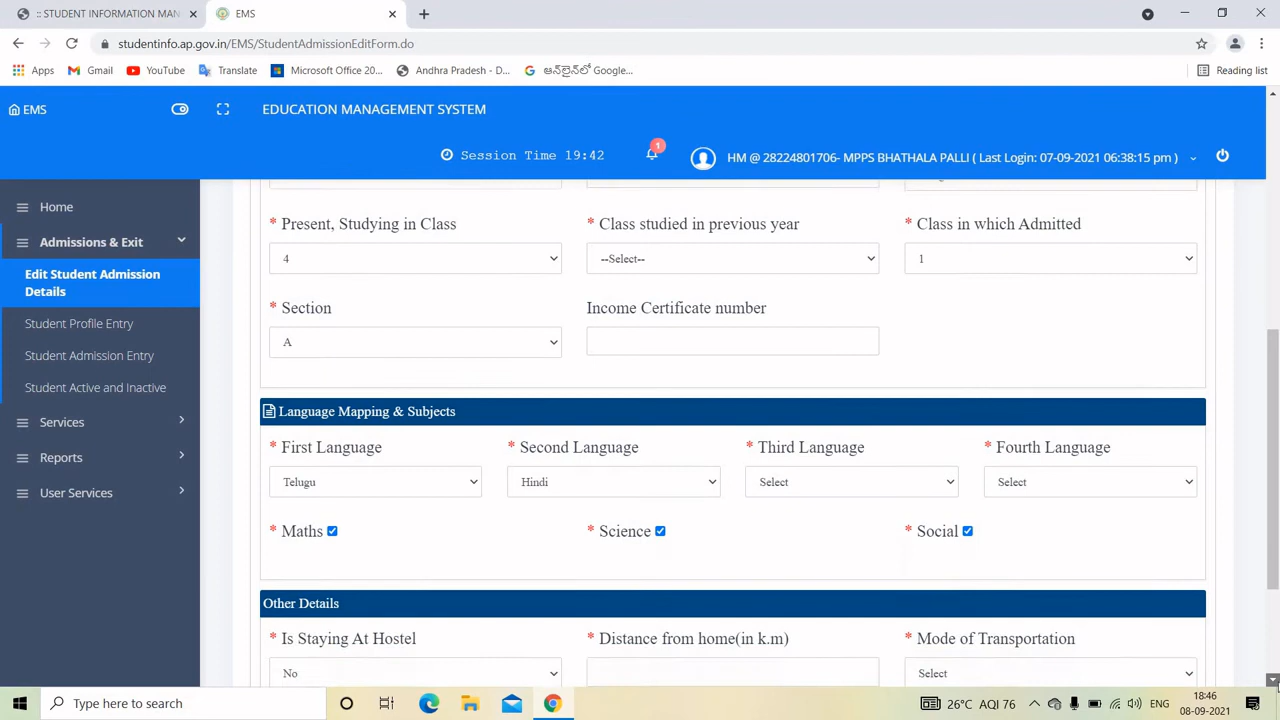 :: STUDENT INFORMATION MAN
EMS
studentinfo.ap.gov.in/EMS/StudentAdmissionEditForm.do
Apps
Gmail
YouTube
Translate
Microsoft Office 20...
Andhra Pradesh - D...
ఆన్‌లైన్‌లో Google...
Reading list
EMS
EDUCATION MANAGEMENT SYSTEM
Session Time 19:42
1
HM @ 28224801706- MPPS BHATHALA PALLI ( Last Login: 07-09-2021 06:38:15 pm )
Home
Admissions & Exit
Edit Student Admission
Details
Student Profile Entry
Student Admission Entry
Student Active and Inactive
Services
Reports
User Services
* Present, Studying in Class
* Class studied in previous year
* Class in which Admitted
4
--Select--
1
* Section
Income Certificate number
A
Language Mapping & Subjects
* First Language
* Second Language
* Third Language
* Fourth Language
Telugu
Hindi
Select
Select
* Maths
* Science
* Social
Other Details
* Is Staying At Hostel
* Distance from home(in k.m)
* Mode of Transportation
No
Select
Type here to search
26°C AQI 76
ENG
18:46
08-09-2021